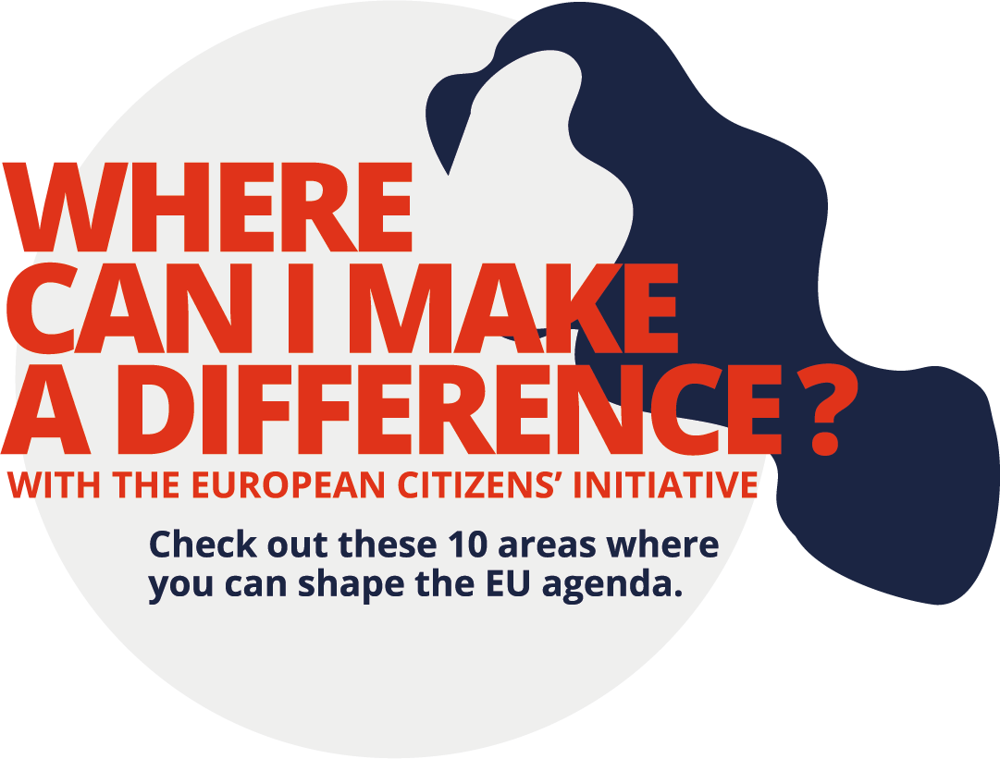 WHERE
CAN I MAKE
A DIFFERENCE ?
WITH THE EUROPEAN CITIZENS’ INITIATIVE
Check out these 10 areas where
you can shape the EU agenda.